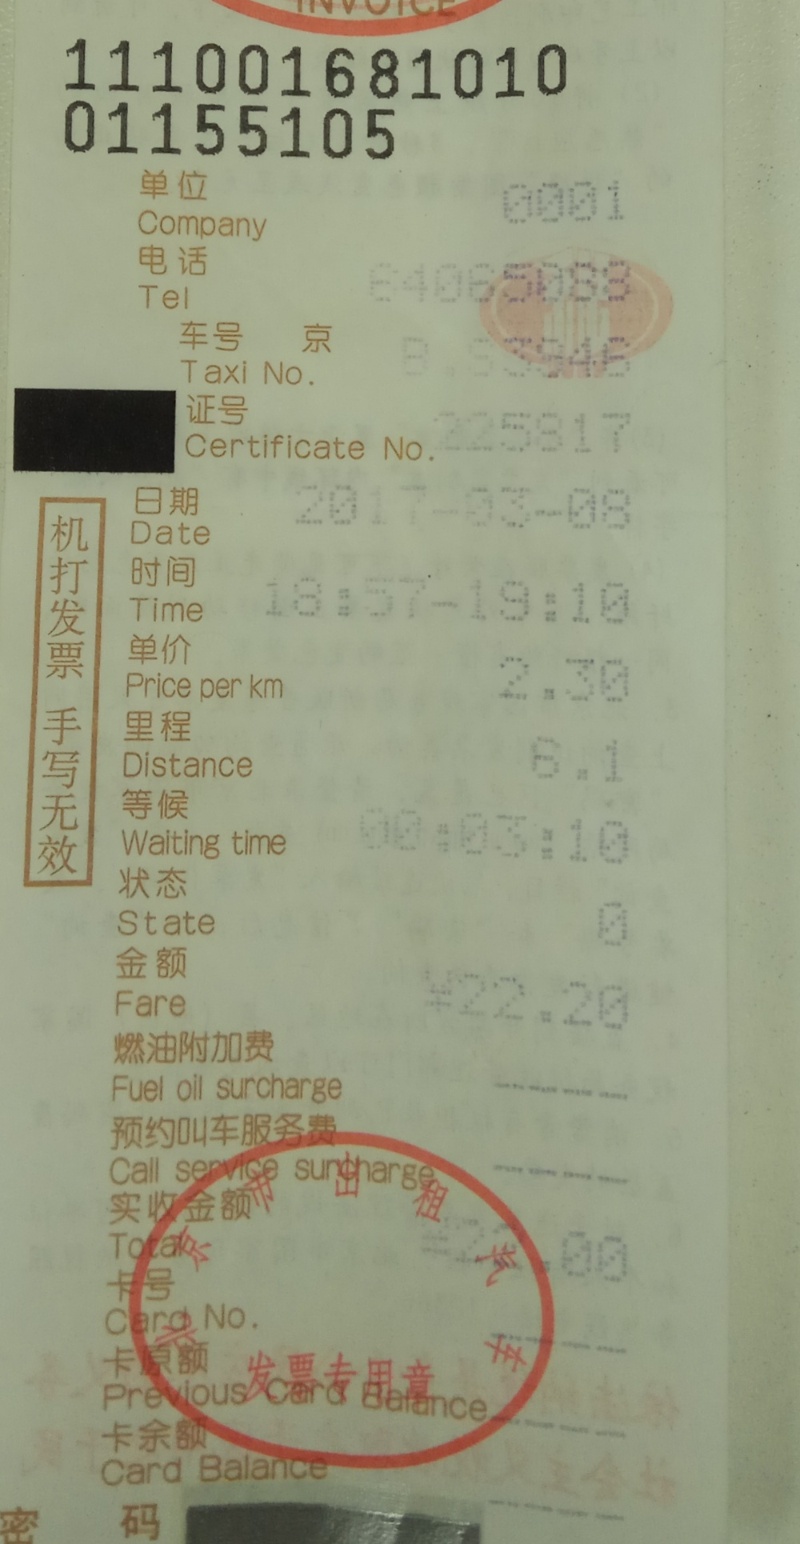 INVOICE
111001681010
01155105
单位 0001
Company
电话
Tel
车号 京
Taxi No.
证号 225817
Certificate No.
日期 2017-03-08
Date
时间 18:57-19:10
Time
单价 2.30
Price per km
里程 6.1
Distance
等候 00:03:10
Waiting time
状态 0
State
金额 ¥22.20
Fare
燃油附加费
Fuel oil surcharge
预约叫车服务费
Call service surcharge
实收金额
Total
卡号
Card No.
卡原额
Previous Card Balance
卡余额
Card Balance
密 码
机打发票 手写无效
北京市出租汽车
发票专用章